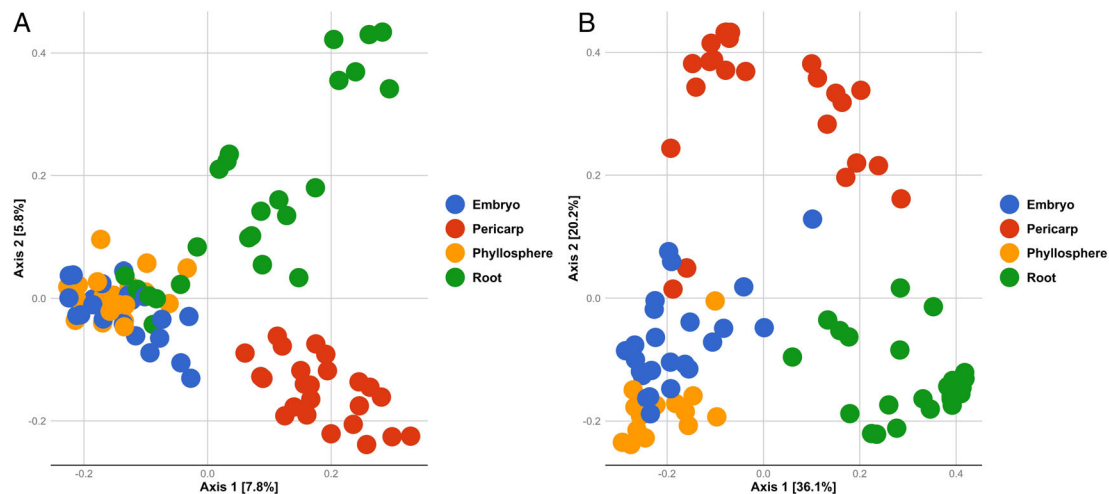 A
0.4
0.2
0.0
-0.2
Axis 2 [5.8%]
-0.2
0.0
0.2
Axis 1 [7.8%]
Embryo
Pericarp
Phyllosphere
Root
B
0.4
0.2
0.0
-0.2
Axis 2 [20.2%]
-0.2
0.0
0.2
0.4
Axis 1 [36.1%]
Embryo
Pericarp
Phyllosphere
Root